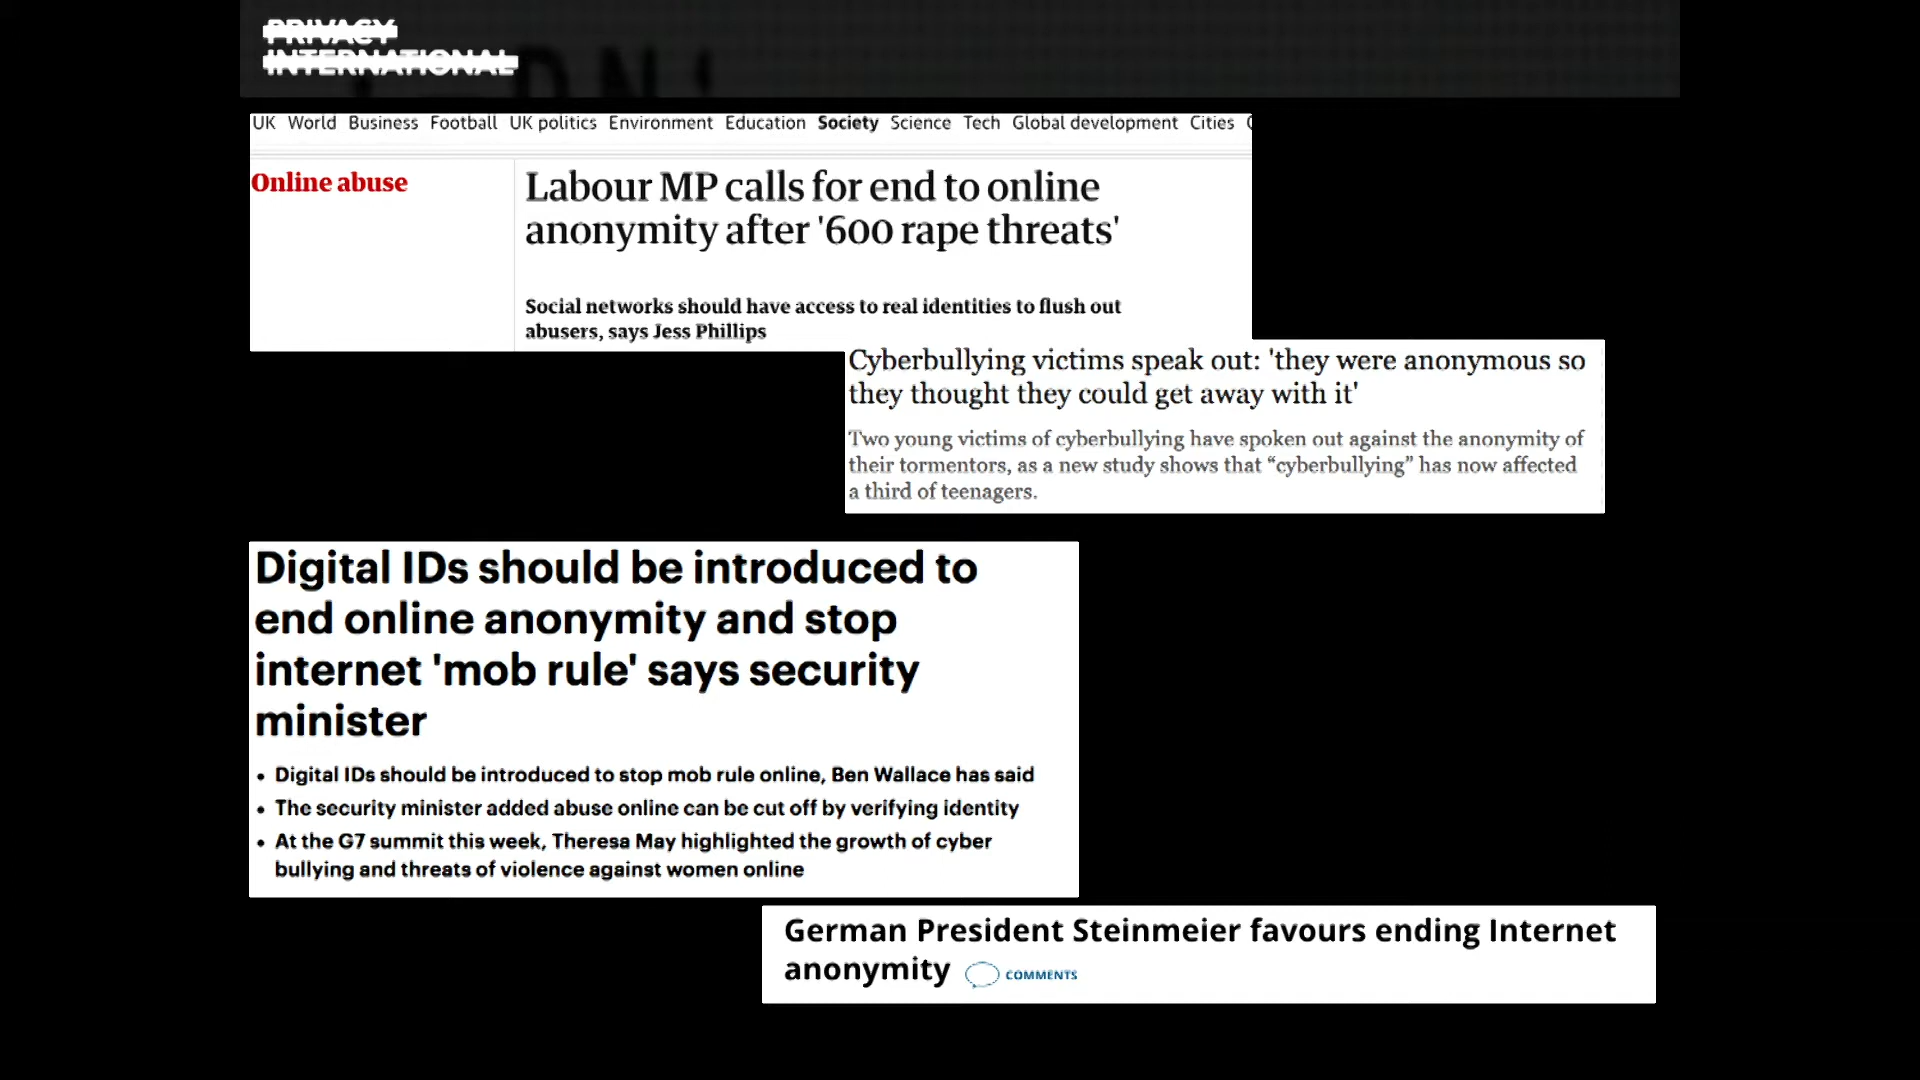 PRIVACY
INTERNATIONAL
UK World Business Football UK politics Environment Education Society Science Tech Global development Cities
Online abuse
Labour MP calls for end to online
anonymity after '600 rape threats'
Social networks should have access to real identities to flush out
abusers, says Jess Phillips
Cyberbullying victims speak out: 'they were anonymous so
they thought they could get away with it'
Two young victims of cyberbullying have spoken out against the anonymity of
their tormentors, as a new study shows that “cyberbullying” has now affected
a third of teenagers.
Digital IDs should be introduced to
end online anonymity and stop
internet 'mob rule' says security
minister
• Digital IDs should be introduced to stop mob rule online, Ben Wallace has said
• The security minister added abuse online can be cut off by verifying identity
• At the G7 summit this week, Theresa May highlighted the growth of cyber
bullying and threats of violence against women online
German President Steinmeier favours ending Internet
anonymity COMMENTS